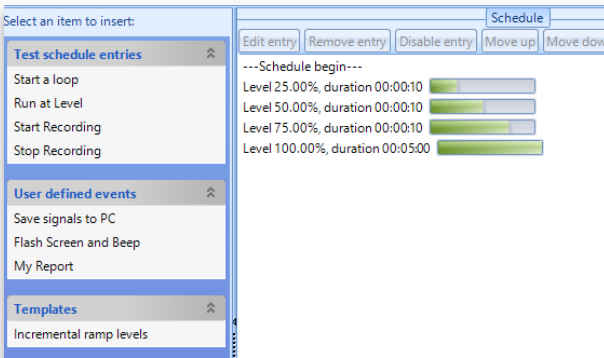 Select an item to insert:
Test schedule entries
Start a loop
Run at Level
Start Recording
Stop Recording
User defined events
Save signals to PC
Flash Screen and Beep
My Report
Templates
Incremental ramp levels
Schedule
Edit entry Remove entry Disable entry Move up Move dow
---Schedule begin---
Level 25.00%, duration 00:00:10
Level 50.00%, duration 00:00:10
Level 75.00%, duration 00:00:10
Level 100.00%, duration 00:05:00